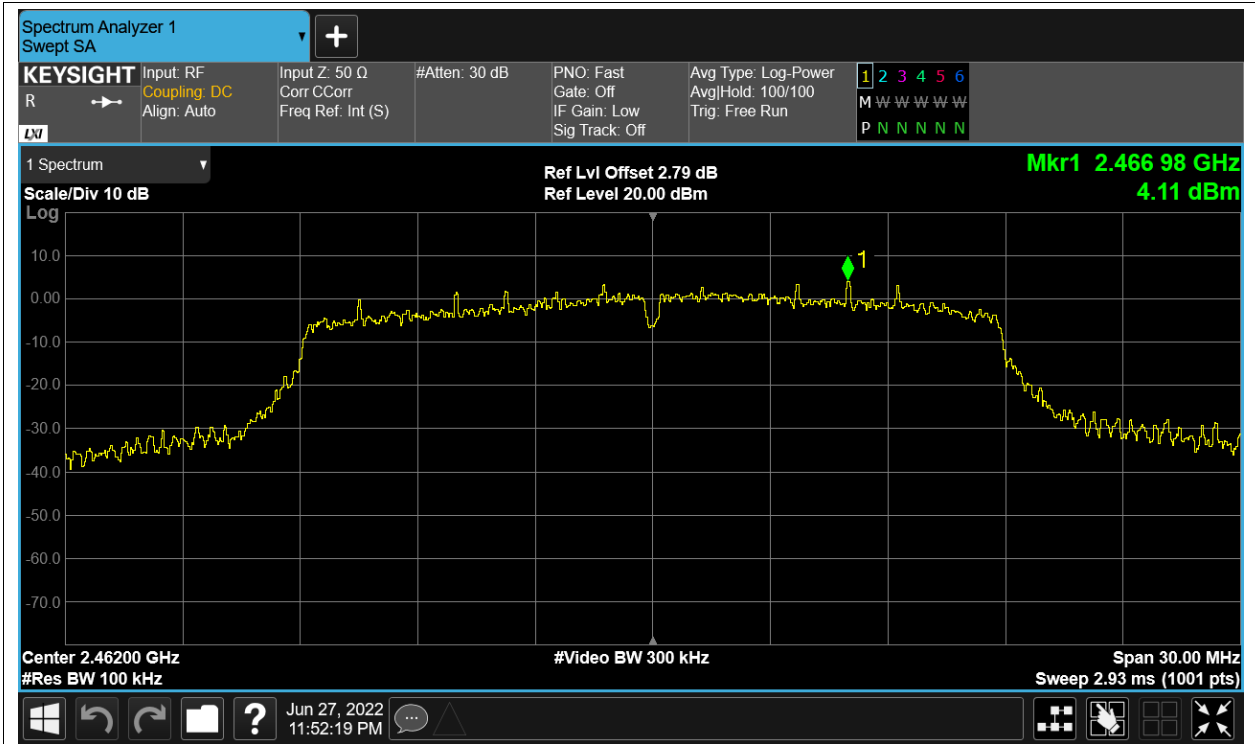 Spectrum Analyzer 1
Swept SA
+
KEYSIGHT
R
LXI
Input: RF
Coupling: DC
Align: Auto
Input Z: 50 Ω
Corr CCorr
Freq Ref: Int (S)
#Atten: 30 dB
PNO: Fast
Gate: Off
IF Gain: Low
Sig Track: Off
Avg Type: Log-Power
Avg|Hold: 100/100
Trig: Free Run
1 2 3 4 5 6
M W W W W W
P N N N N N
1 Spectrum
Scale/Div 10 dB
Log
Ref Lvl Offset 2.79 dB
Ref Level 20.00 dBm
Mkr1 2.466 98 GHz
4.11 dBm
1
10.0
0.00
-10.0
-20.0
-30.0
-40.0
-50.0
-60.0
-70.0
Center 2.46200 GHz
#Res BW 100 kHz
#Video BW 300 kHz
Span 30.00 MHz
Sweep 2.93 ms (1001 pts)
?
Jun 27, 2022
11:52:19 PM